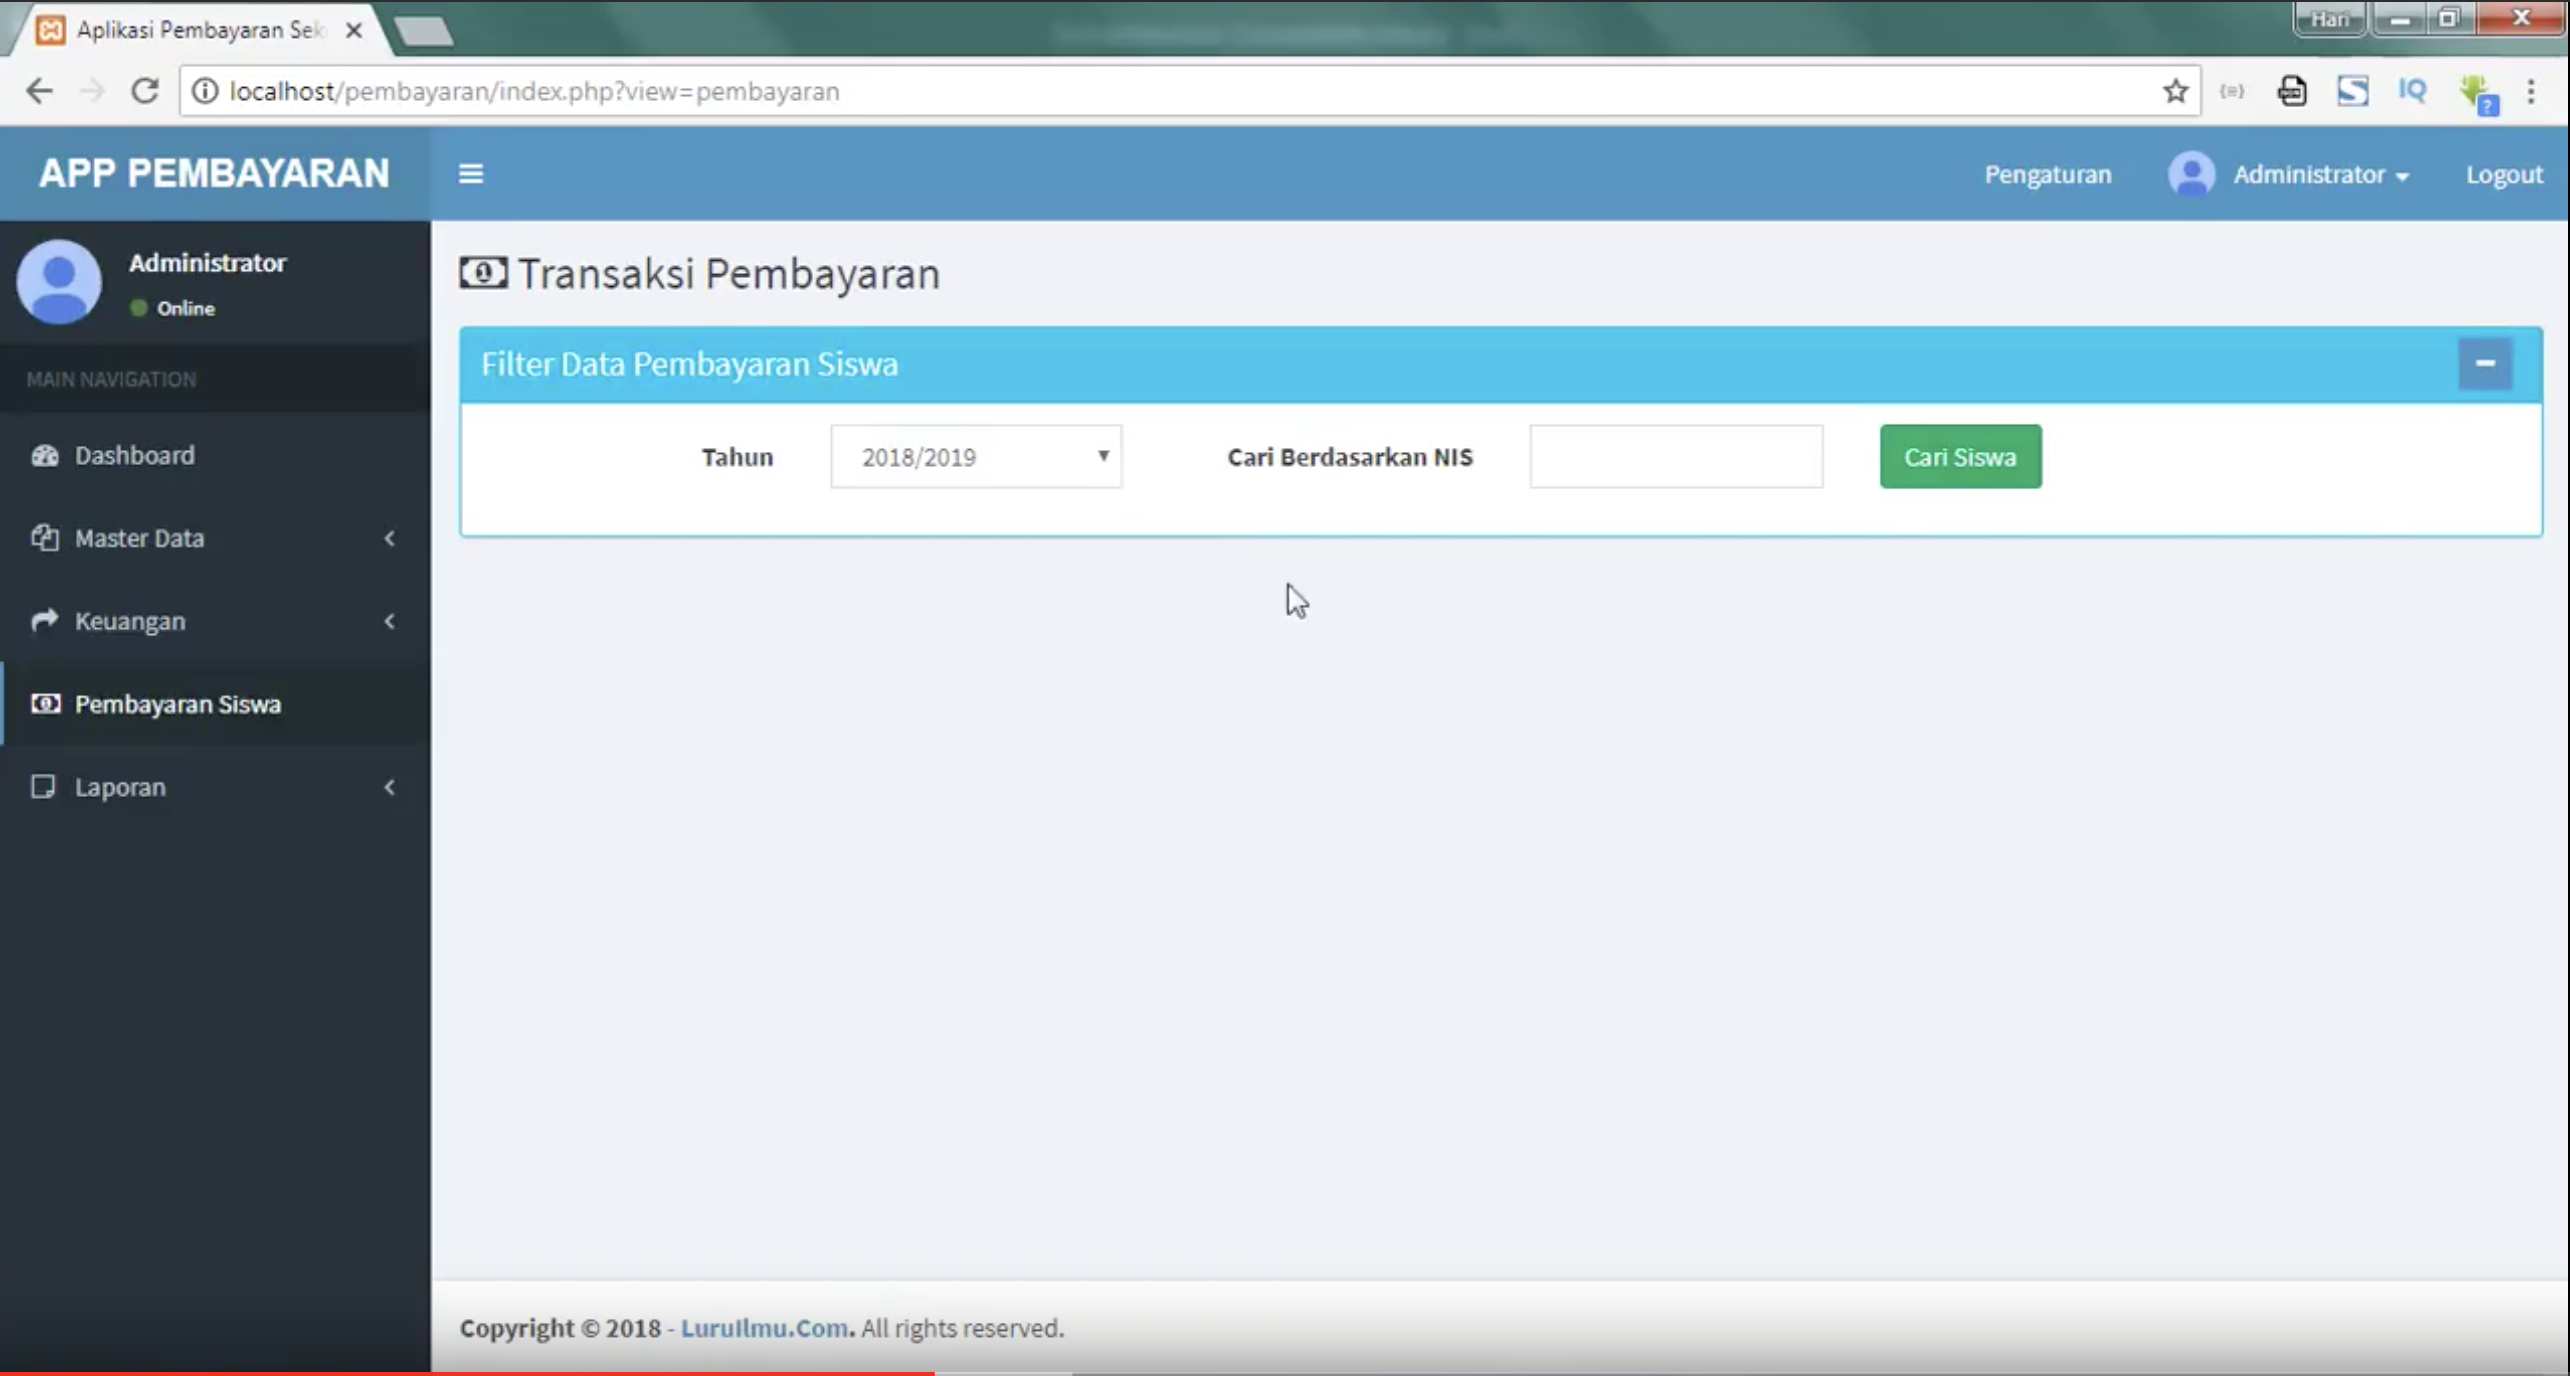 Aplikasi Pembayaran Sek
Hari
localhost/pembayaran/index.php?view=pembayaran
IQ
APP PEMBAYARAN
Pengaturan
Administrator
Logout
Administrator
Online
MAIN NAVIGATION
Dashboard
Master Data
Keuangan
Pembayaran Siswa
Laporan
Transaksi Pembayaran
Filter Data Pembayaran Siswa
Tahun 2018/2019 Cari Berdasarkan NIS Cari Siswa
Copyright © 2018 - LuruIlmu.Com. All rights reserved.